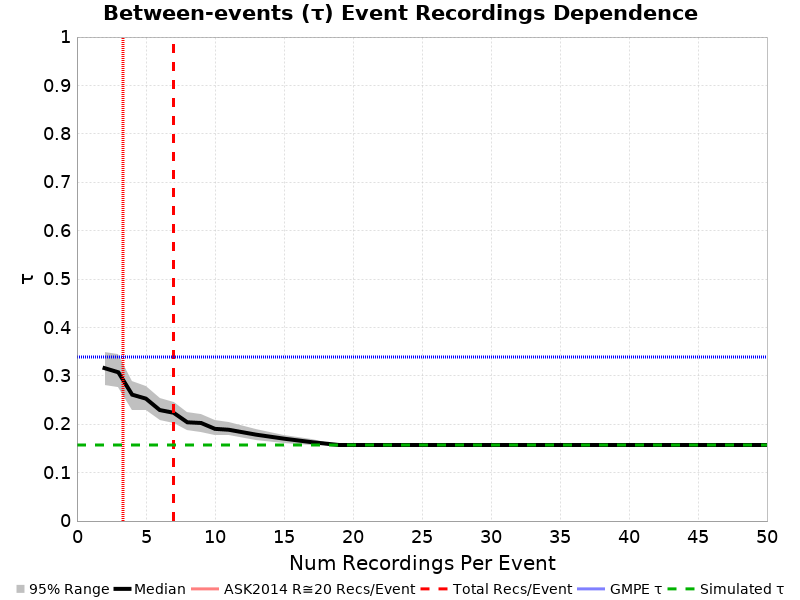 Between-events (τ) Event Recordings Dependence
1
0.9
0.8
0.7
0.6
0.5
0.4
0.3
0.2
0.1
0
τ
0 5 10 15 20 25 30 35 40 45 50
Num Recordings Per Event
95% Range Median ASK2014 R≅20 Recs/Event Total Recs/Event GMPE τ Simulated τ